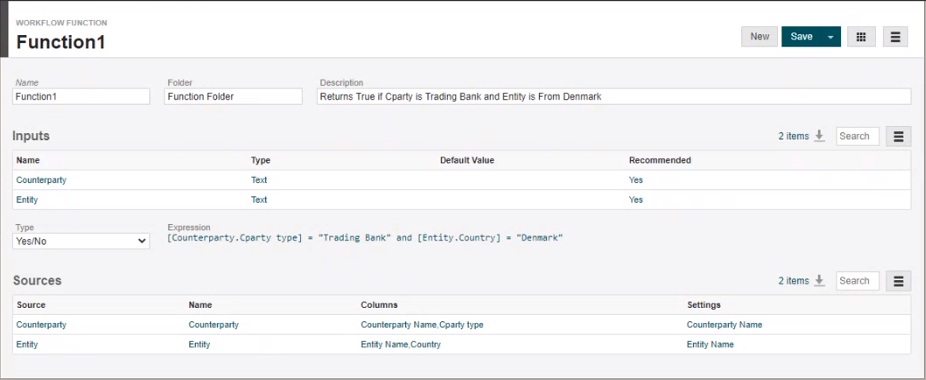 WORKFLOW FUNCTION
Function1
New Save
Name Folder Description
Function1 Function Folder Returns True if Cparty is Trading Bank and Entity is From Denmark
Inputs 2 items Search
Name Type Default Value Recommended
Counterparty Text Yes
Entity Text Yes
Type Expression
Yes/No [Counterparty.Cparty type] = "Trading Bank" and [Entity.Country] = "Denmark"
Sources 2 items Search
Source Name Columns Settings
Counterparty Counterparty Counterparty Name,Cparty type Counterparty Name
Entity Entity Entity Name,Country Entity Name